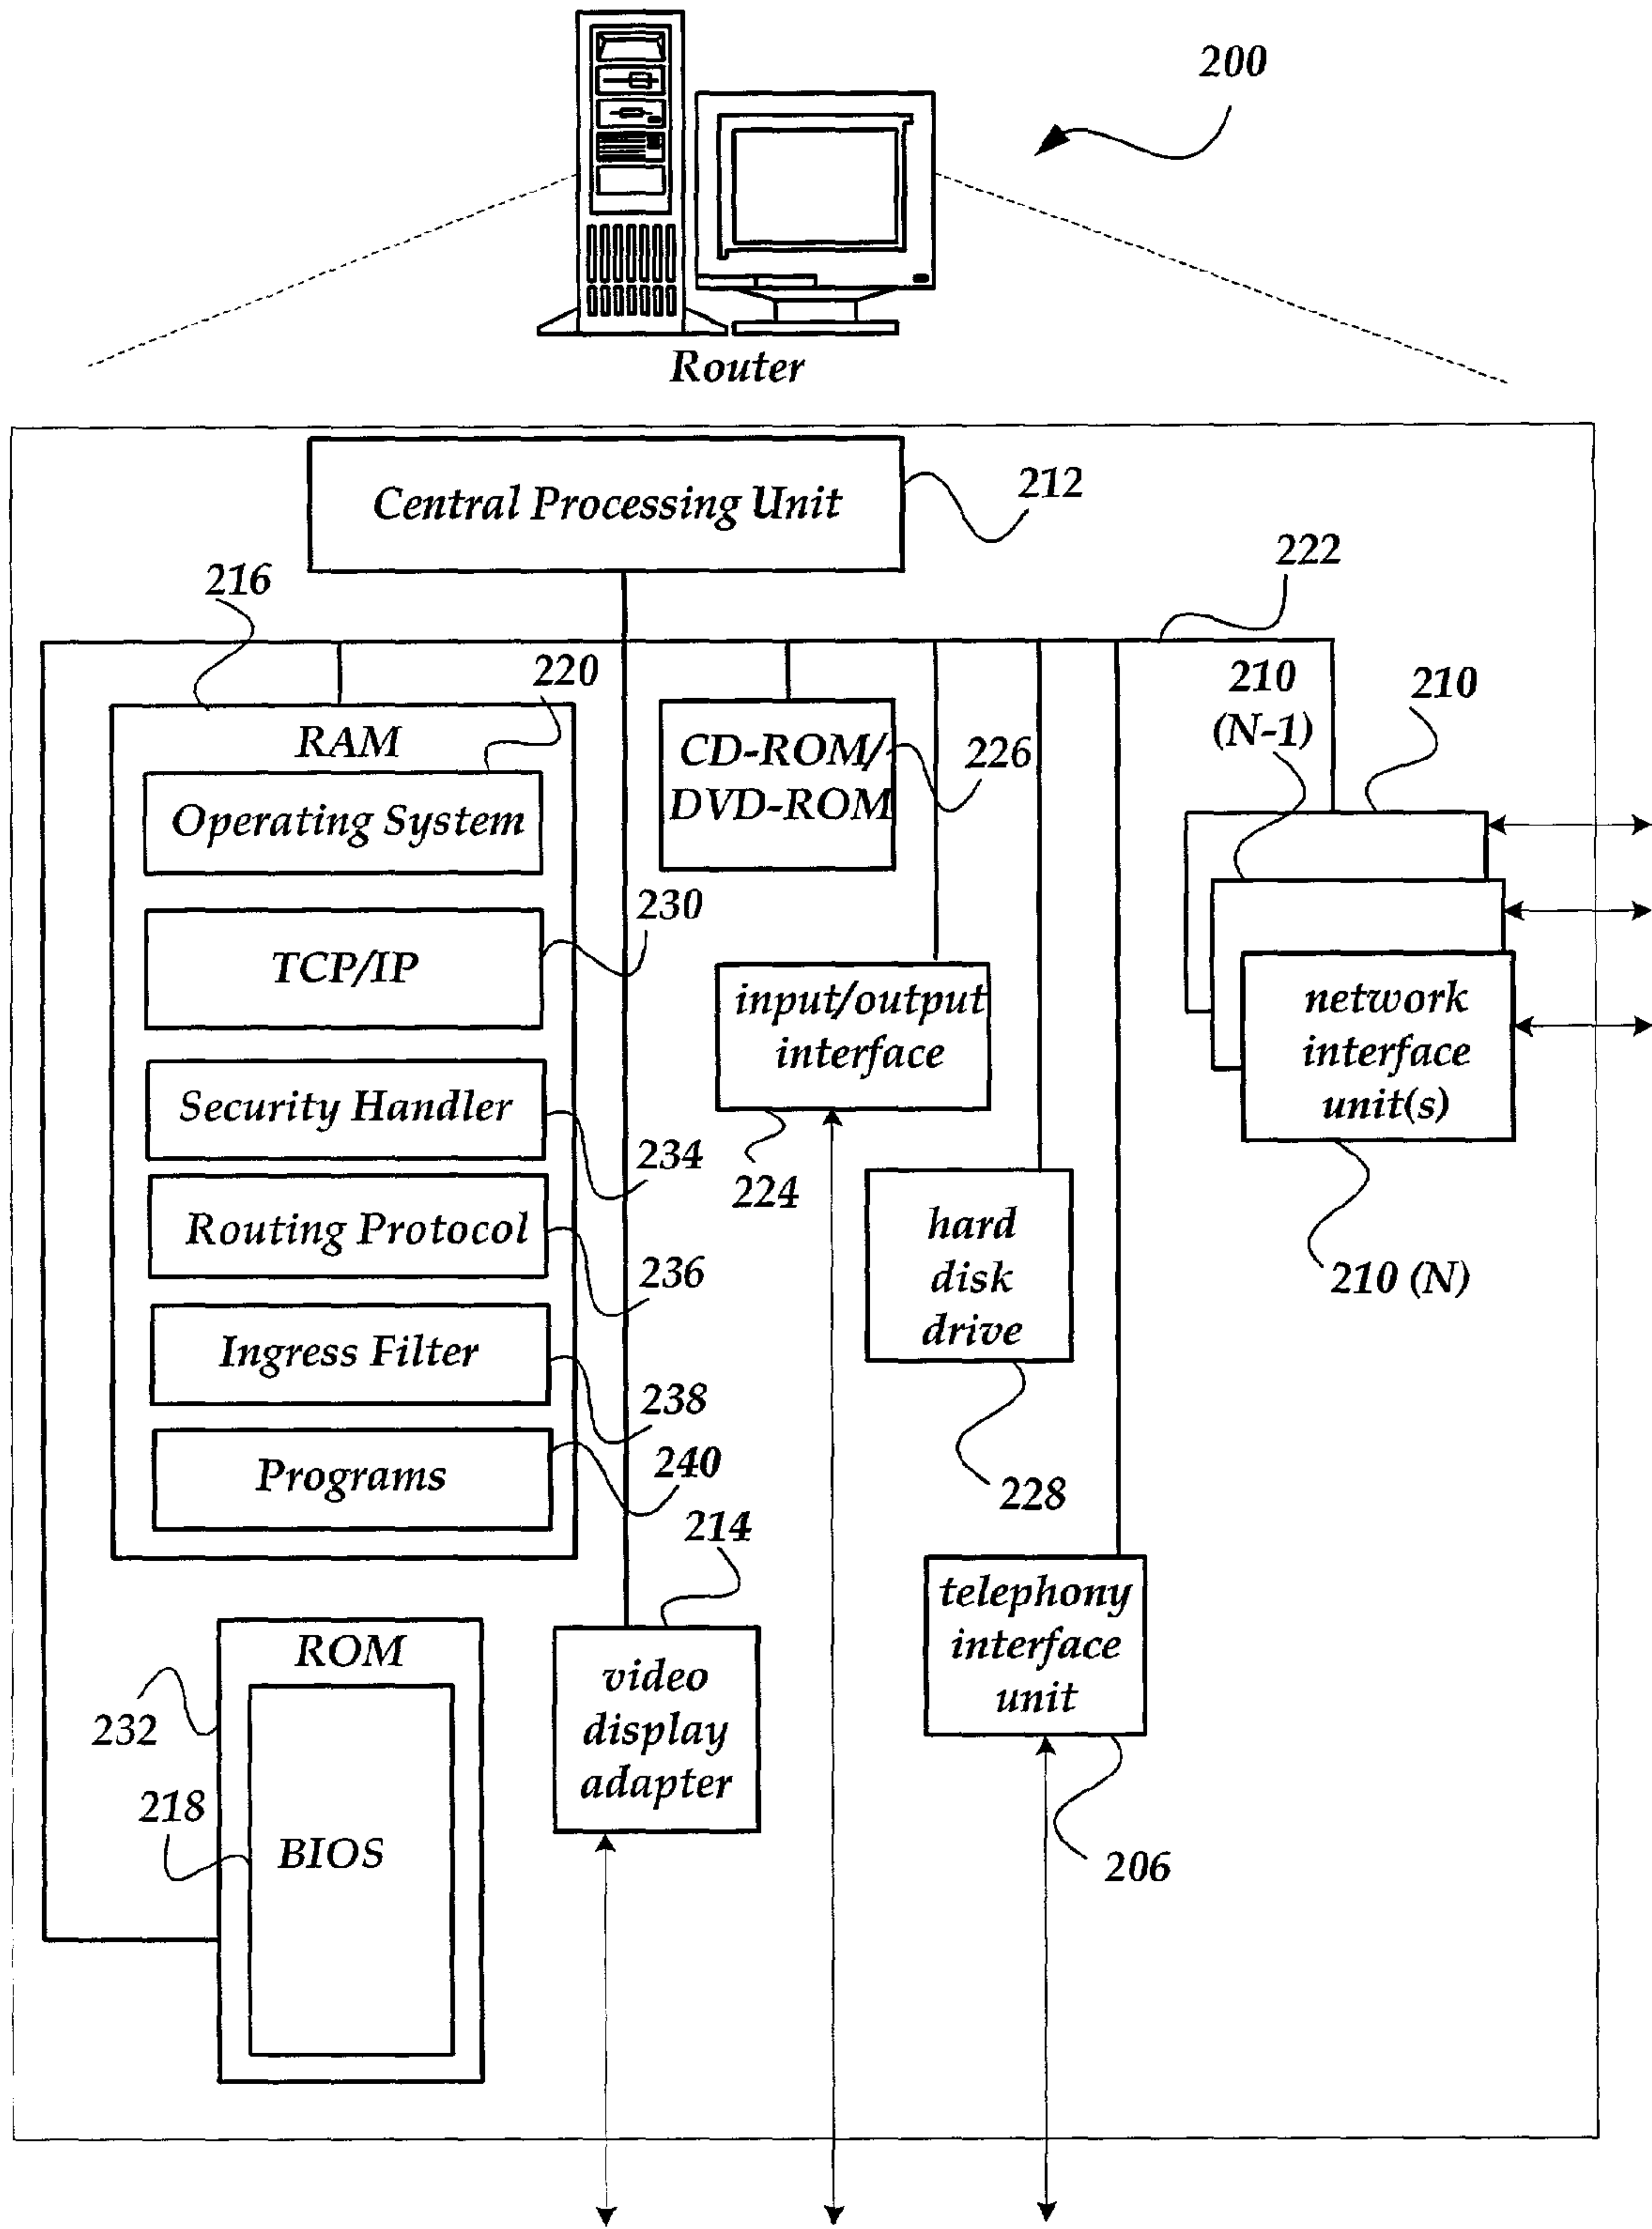 200
Router
Central Processing Unit
212
222
216
220
210
(N-1)
210
RAM
CD-ROM/
DVD-ROM
226
Operating System
230
TCP/IP
input/output
interface
network
interface
unit(s)
Security Handler
234
224
Routing Protocol
236
hard
disk
drive
210 (N)
Ingress Filter
238
Programs
240
228
214
telephony
interface
unit
ROM
232
video
display
adapter
218
BIOS
206